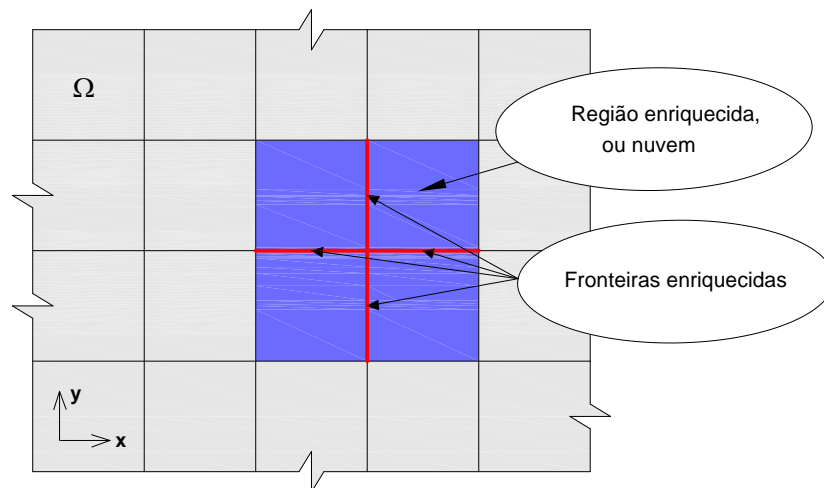 Ω
Região enriquecida,
ou nuvem
Fronteiras enriquecidas
y
x